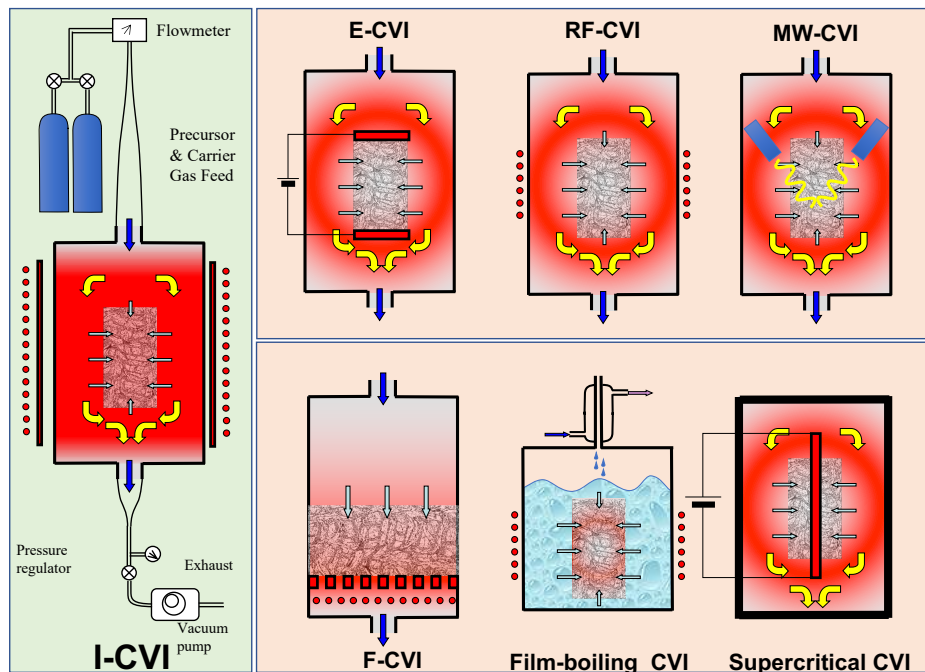 Flowmeter
Precursor
& Carrier
Gas Feed
Pressure
regulator
Exhaust
Vacuum
pump
I-CVI
E-CVI
RF-CVI
MW-CVI
F-CVI
Film-boiling CVI
Supercritical CVI